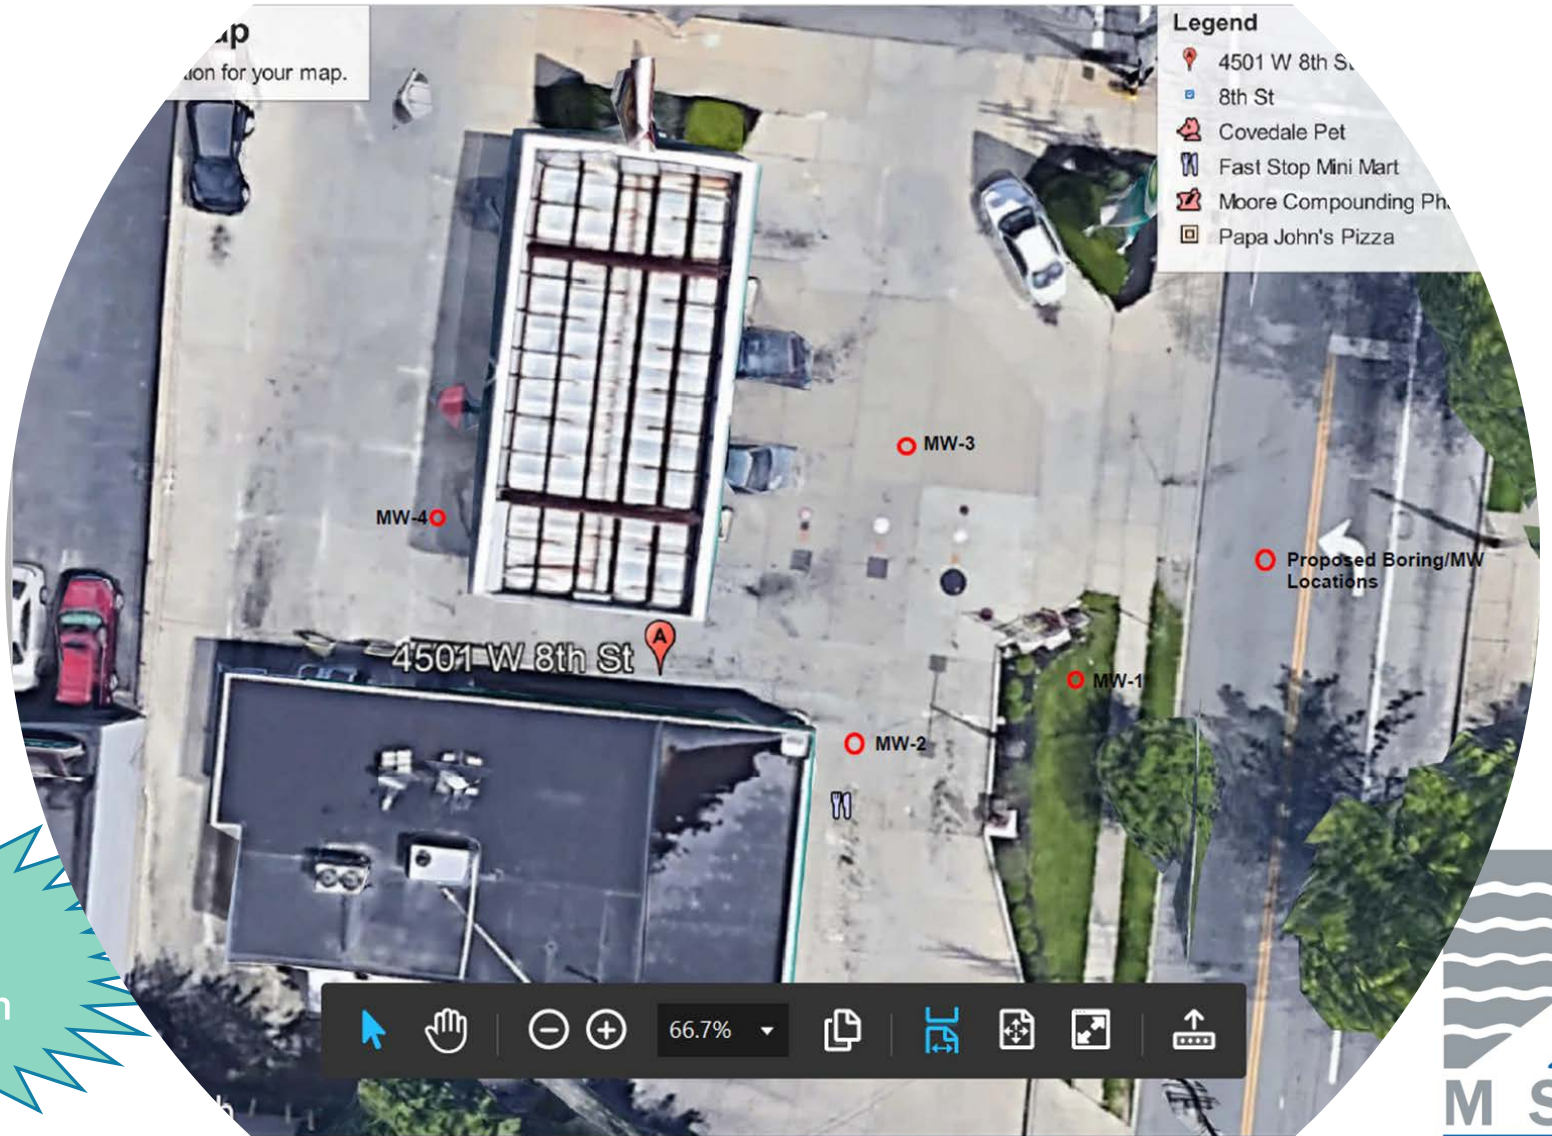 ap
tion for your map.
Legend
4501 W 8th St
8th St
Covedale Pet
Fast Stop Mini Mart
Moore Compounding Ph
Papa John's Pizza
MW-3
MW-4
Proposed Boring/MW
Locations
4501 W 8th St
A
MW-1
MW-2
n
66.7%
h
M S